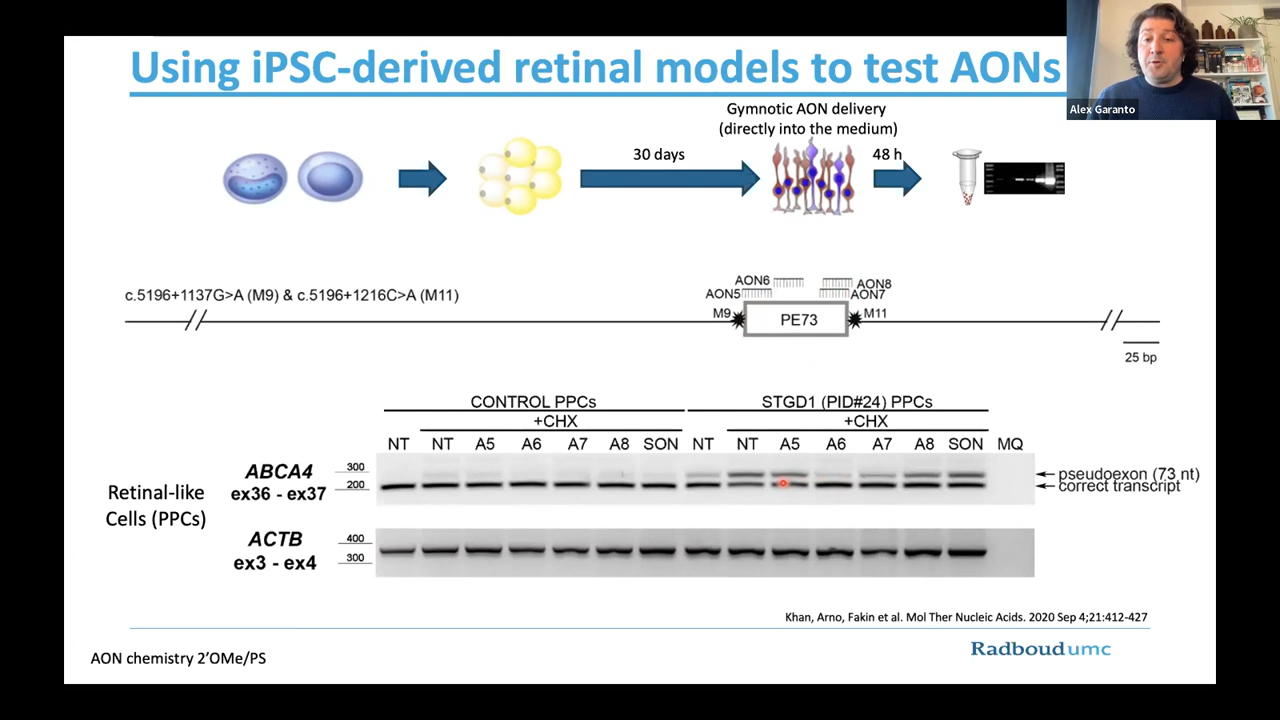 Using iPSC-derived retinal models to test AONs
Alex Garanto
Gymnotic AON delivery
(directly into the medium)
30 days
48 h
c.5196+1137G>A (M9) & c.5196+1216C>A (M11)
AON6
AON8
AON5
AON7
M9
PE73
M11
25 bp
CONTROL PPCs
STGD1 (PID#24) PPCs
+CHX
+CHX
NT NT A5 A6 A7 A8 SON NT NT A5 A6 A7 A8 SON MQ
Retinal-like
Cells (PPCs)
ABCA4
ex36 - ex37
300
200
pseudoexon (73 nt)
correct transcript
ACTB
ex3 - ex4
400
300
Khan, Arno, Fakin et al. Mol Ther Nucleic Acids. 2020 Sep 4;21:412-427
AON chemistry 2'OMe/PS
Radboudumc